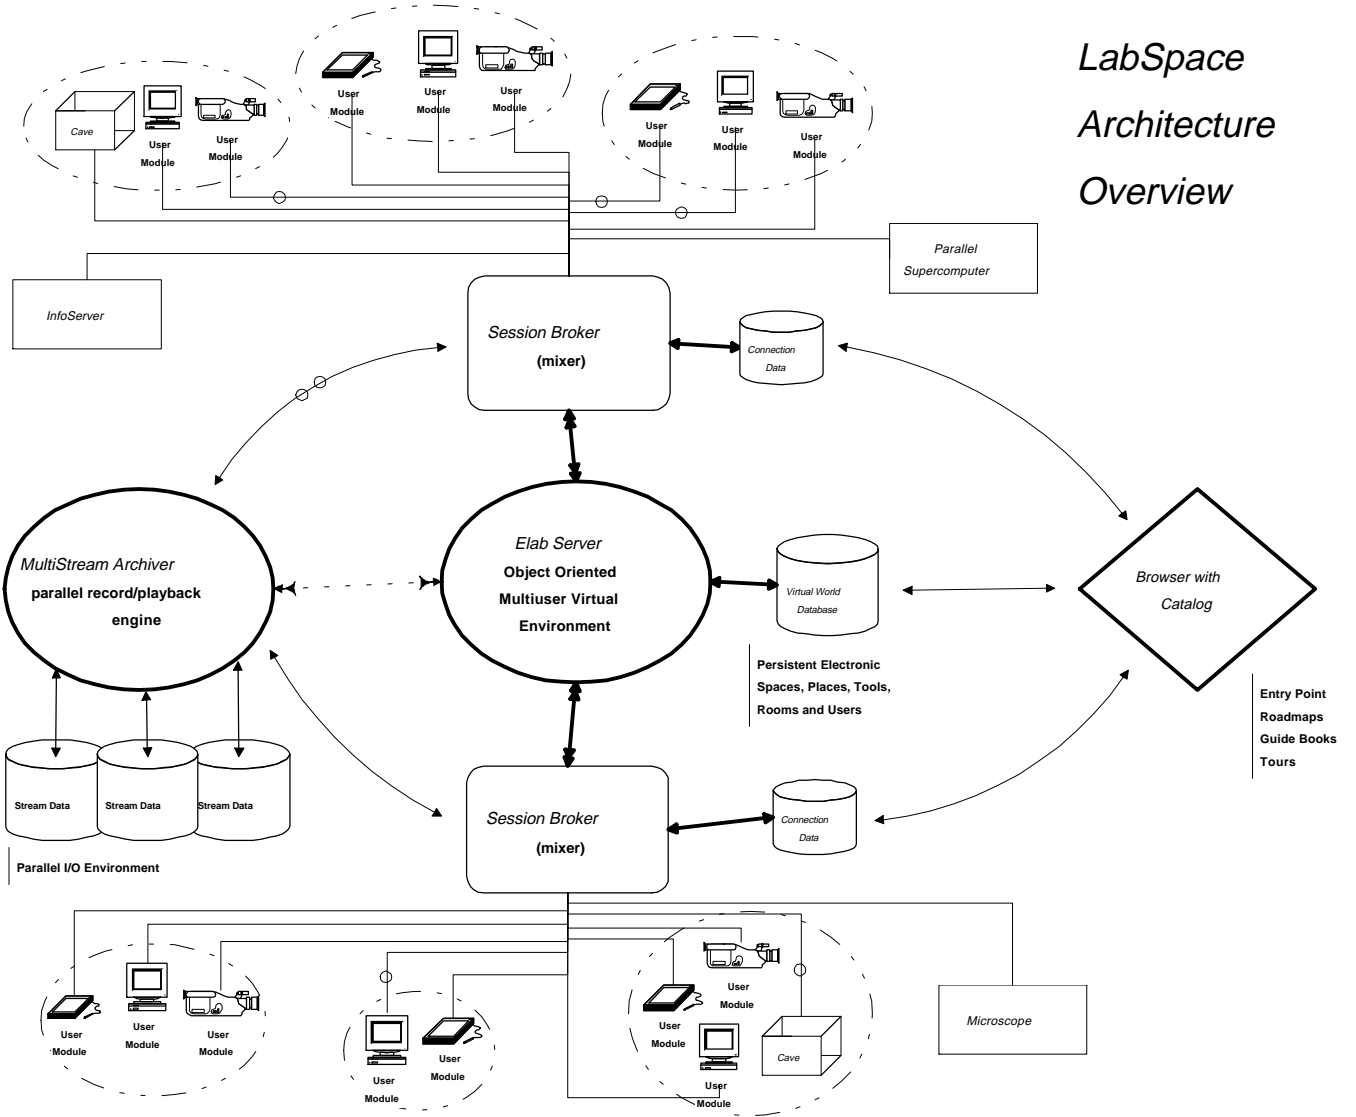 LabSpace
Architecture
Overview
Cave
User
Module
User
Module
User
Module
User
Module
User
Module
User
Module
User
Module
User
Module
Parallel
Supercomputer
InfoServer
Session Broker
(mixer)
Connection
Data
MultiStream Archiver
parallel record/playback
engine
Elab Server
Object Oriented
Multiuser Virtual
Environment
Virtual World
Database
Browser with
Catalog
Persistent Electronic
Spaces, Places, Tools,
Rooms and Users
Entry Point
Roadmaps
Guide Books
Tours
Stream Data
Stream Data
Stream Data
Parallel I/O Environment
Session Broker
(mixer)
Connection
Data
User
Module
User
Module
User
Module
User
Module
User
Module
User
Module
User
Module
User
Module
Cave
Microscope